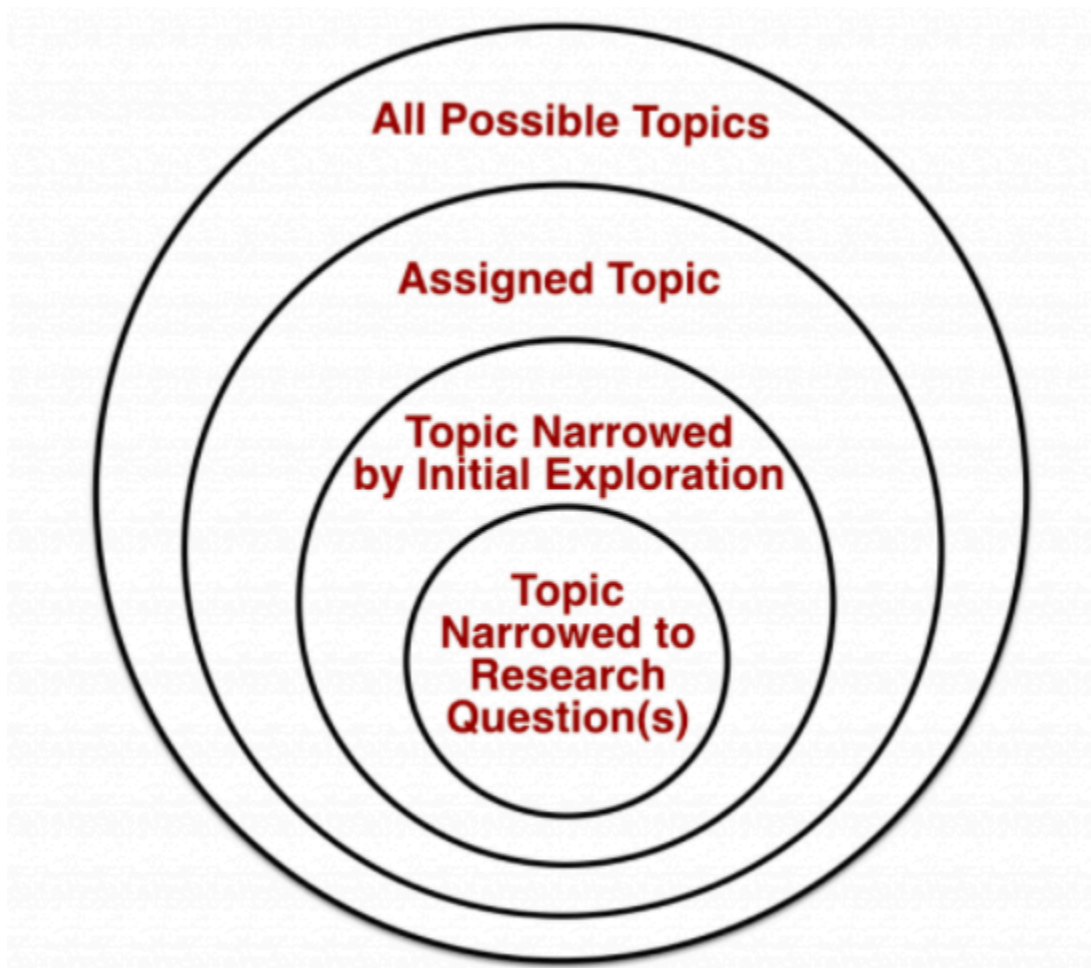 All Possible Topics
Assigned Topic
Topic Narrowed
by Initial Exploration
Topic
Narrowed to
Research
Question(s)